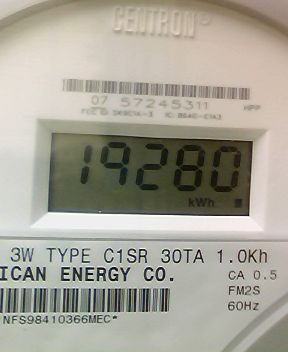 CENTRON®
07 57245311 HPP
19280
kWh
3W TYPE C1SR 30TA 1.0Kh
ICAN ENERGY CO. CA 0.5
FM2S
60Hz
NFS98410366MEC*